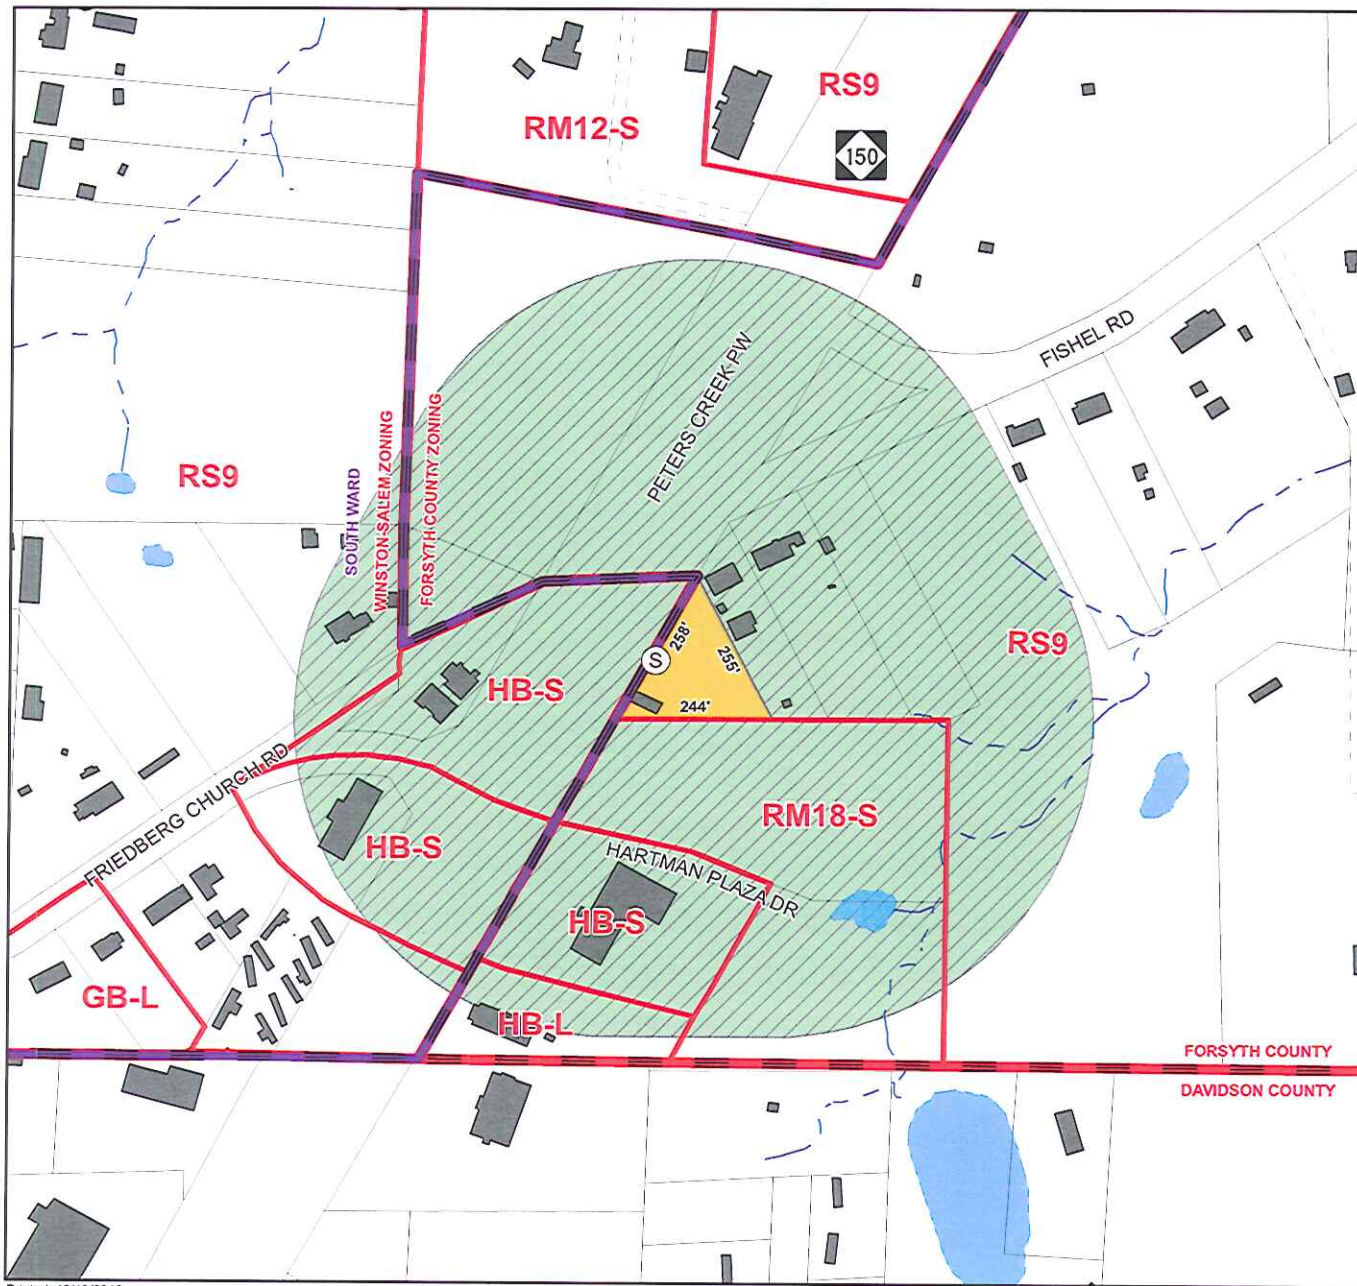 RS9
RM12-S
150
FISHEL RD
PETERS CREEK PW
RS9
SOUTH WARD
WINSTON-SALEM ZONING
FORSYTH COUNTY ZONING
258'
255'
S
RS9
HB-S
244'
FRIEDBERG CHURCH RD
RM18-S
HB-S
HARTMAN PLAZA DR
HB-S
GB-L
HB-L
FORSYTH COUNTY
DAVIDSON COUNTY